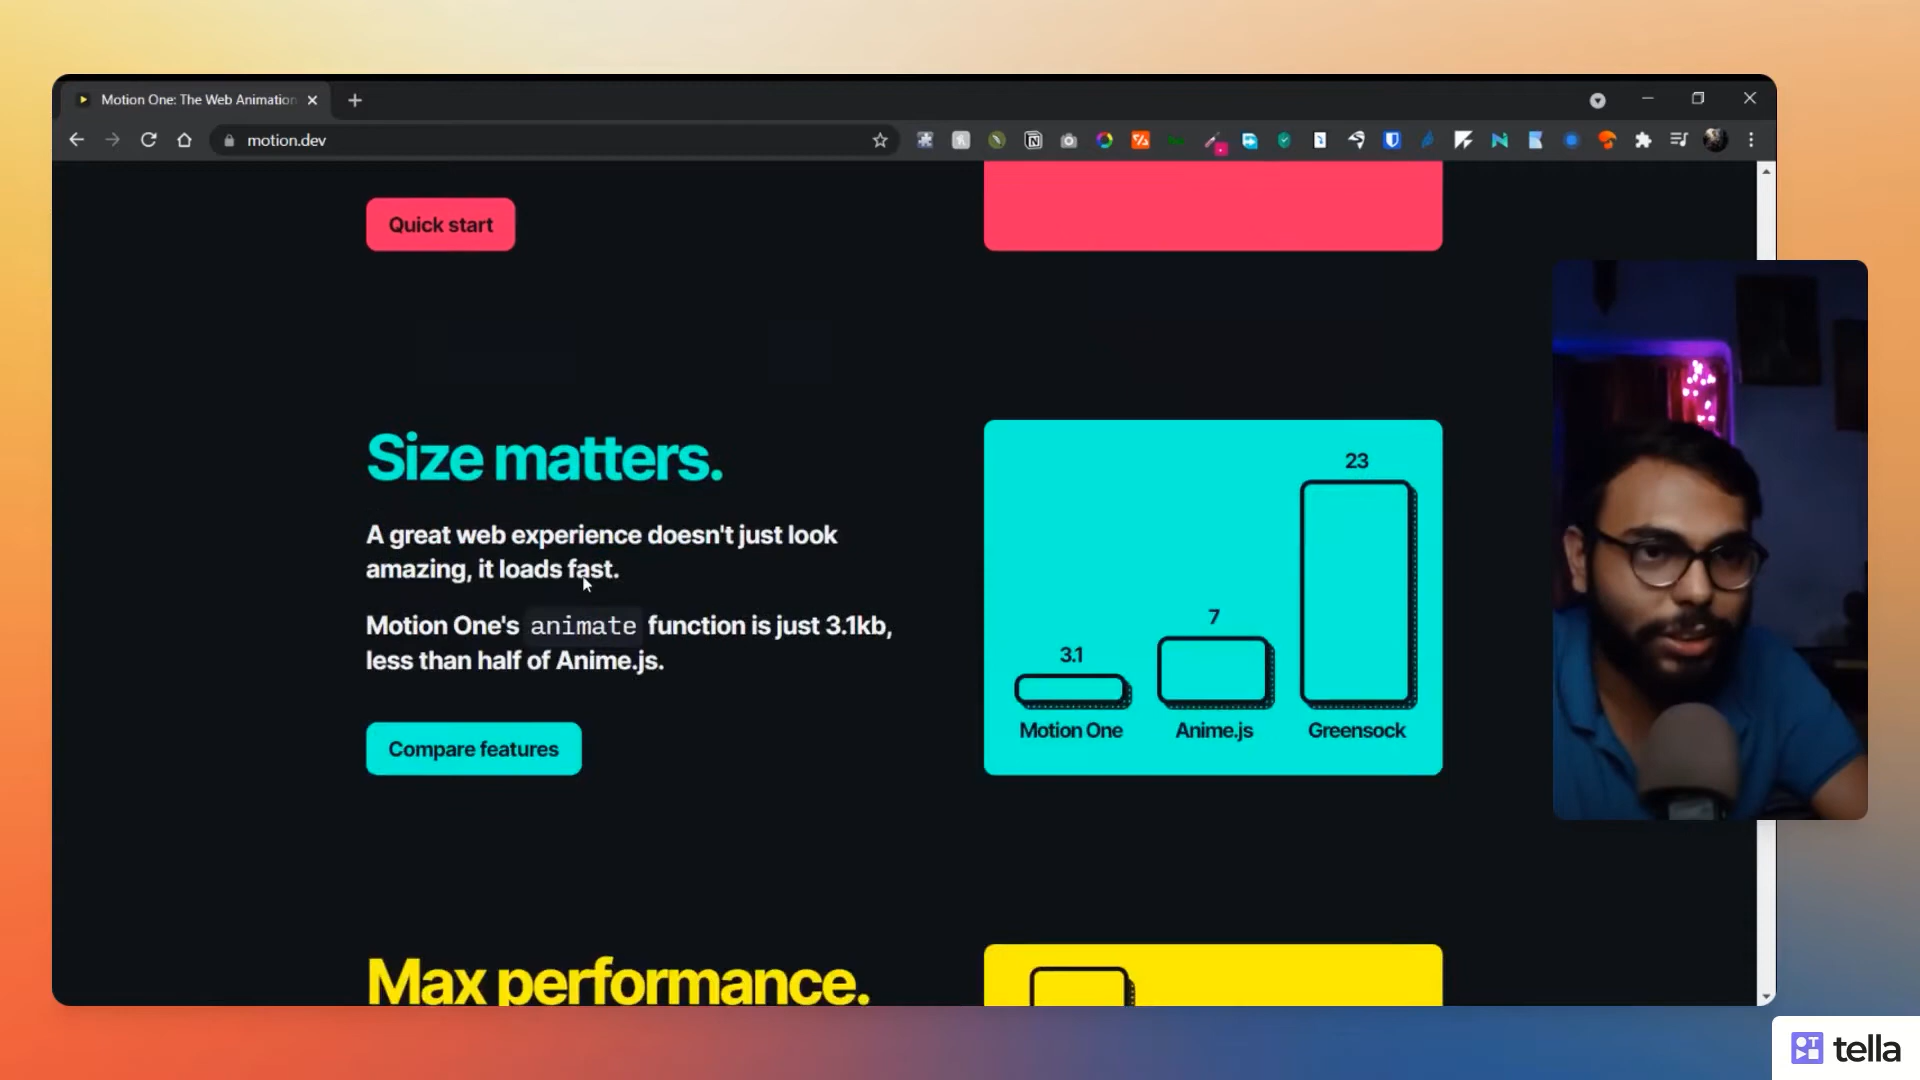 Motion One: The Web Animation
motion.dev
Quick start
Size matters.
A great web experience doesn't just look
amazing, it loads fast.
Motion One's animate function is just 3.1kb,
less than half of Anime.js.
Compare features
23
7
3.1
Motion One
Anime.js
Greensock
Max performance.
tella